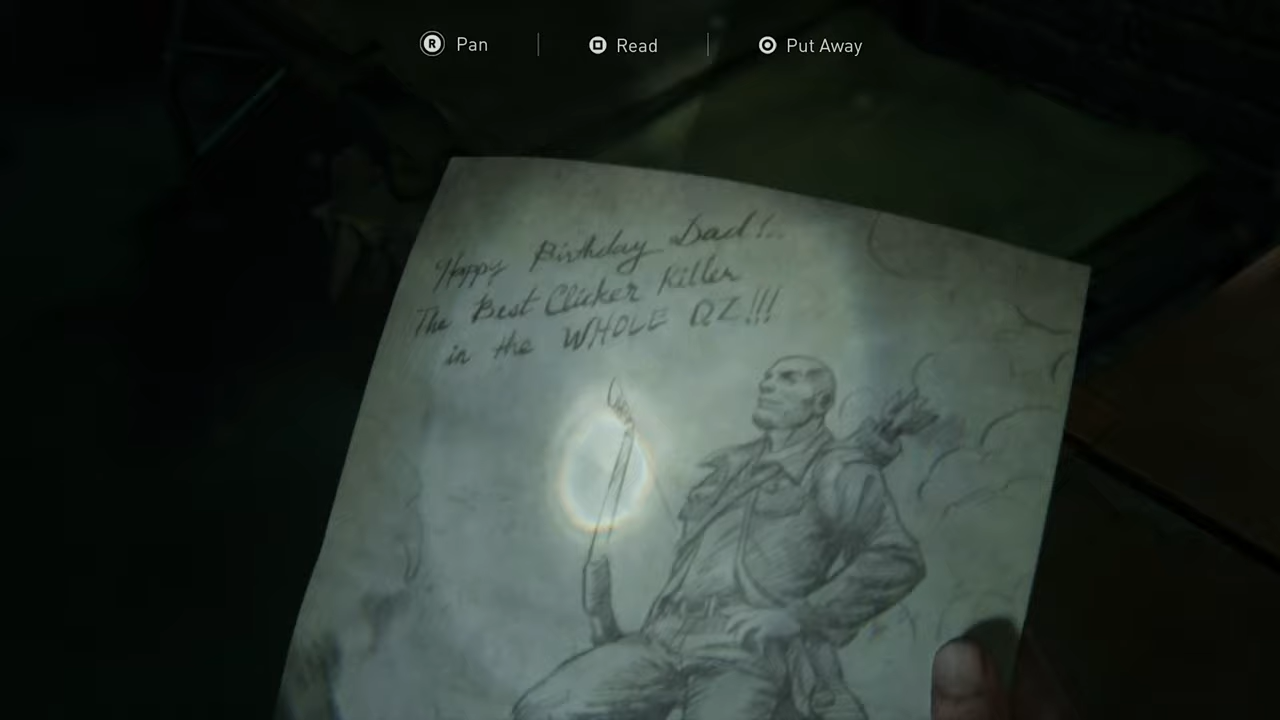 Pan Read Put Away
Happy Birthday Dad!..
The Best Clicker Killer
in the WHOLE QZ!!!